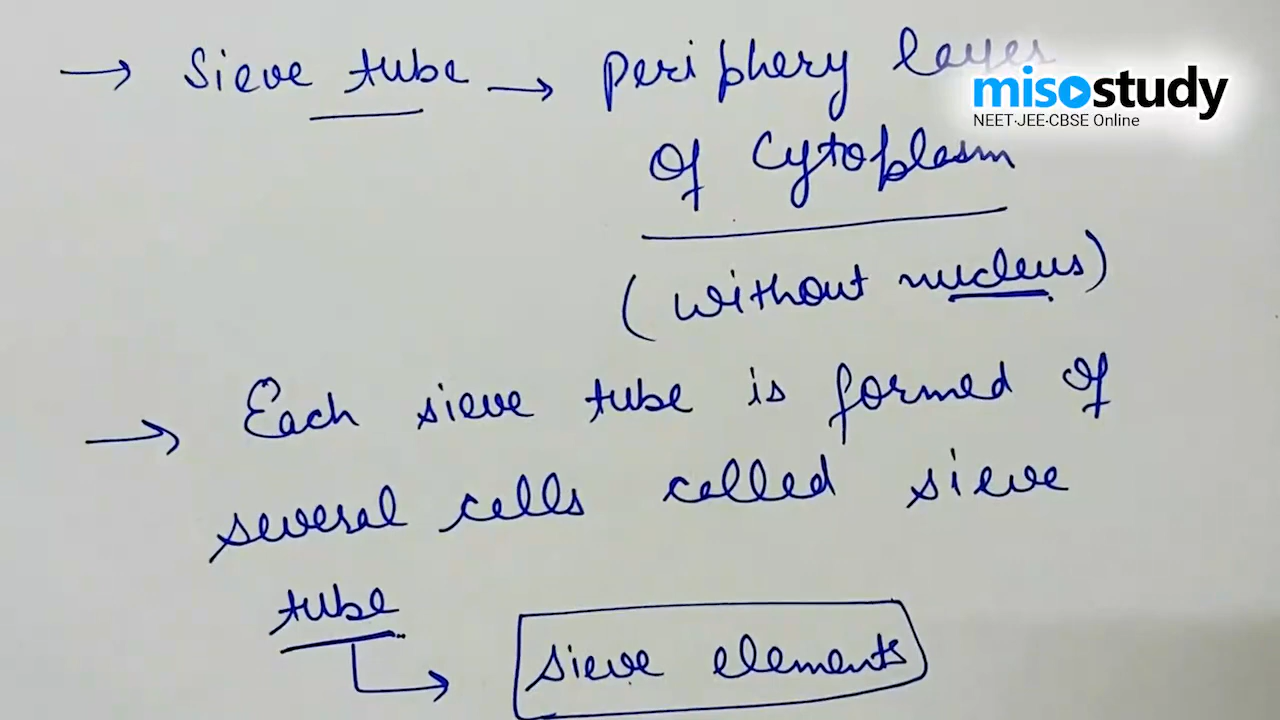 → Sieve tube → Periphery layer
misostudy
NEET·JEE·CBSE Online
of cytoplasm
(without nucleus)
→ Each sieve tube is formed of
several cells called sieve
tube
sieve elements